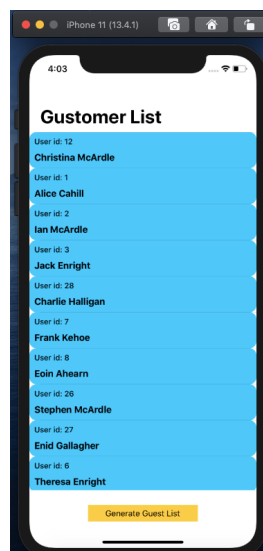 iPhone 11 (13.4.1)
4:03
Gustomer List
User id: 12
Christina McArdle
User id: 1
Alice Cahill
User id: 2
Ian McArdle
User id: 3
Jack Enright
User id: 28
Charlie Halligan
User id: 7
Frank Kehoe
User id: 8
Eoin Ahearn
User id: 26
Stephen McArdle
User id: 27
Enid Gallagher
User id: 6
Theresa Enright
Generate Guest List